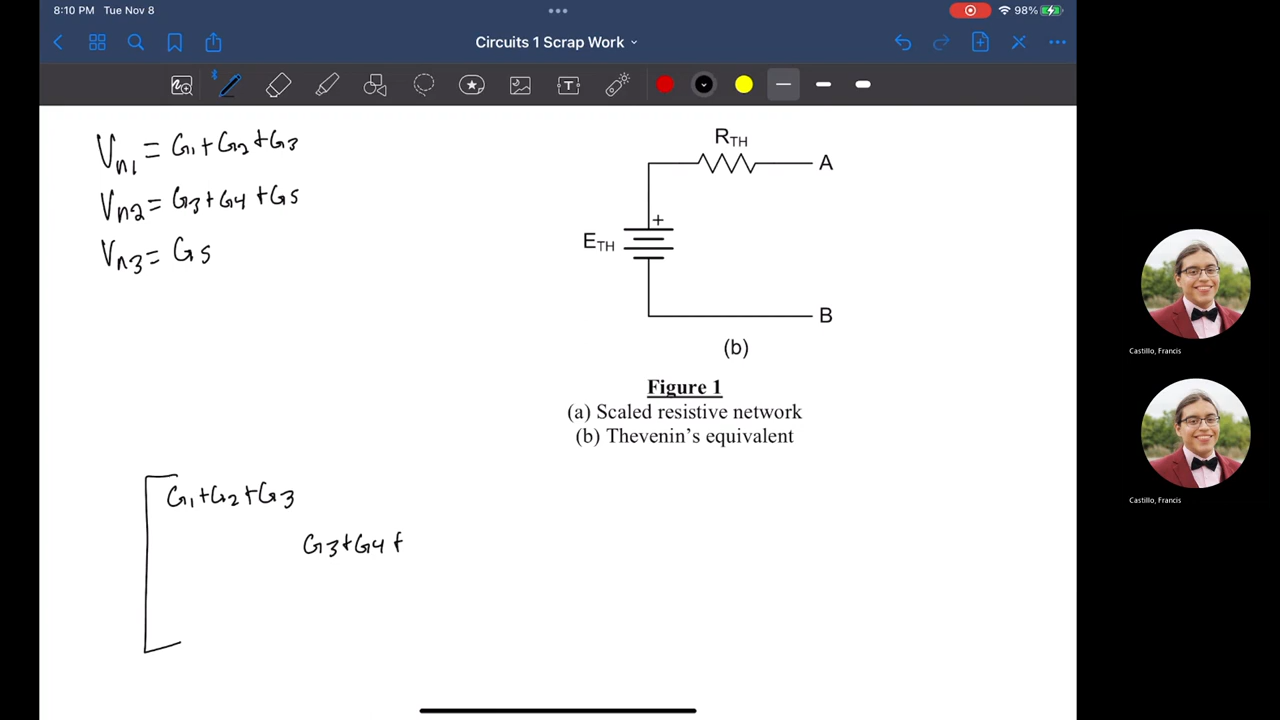 8:10 PM Tue Nov 8
98%
Circuits 1 Scrap Work
Vn1 = G1+G2+G3
Vn2 = G3+G4+G5
Vn3 = G5
RTH
A
+
ETH
B
(b)
Figure 1
(a) Scaled resistive network
(b) Thevenin's equivalent
G1+G2+G3
G3+G4+
Castillo, Francis
Castillo, Francis